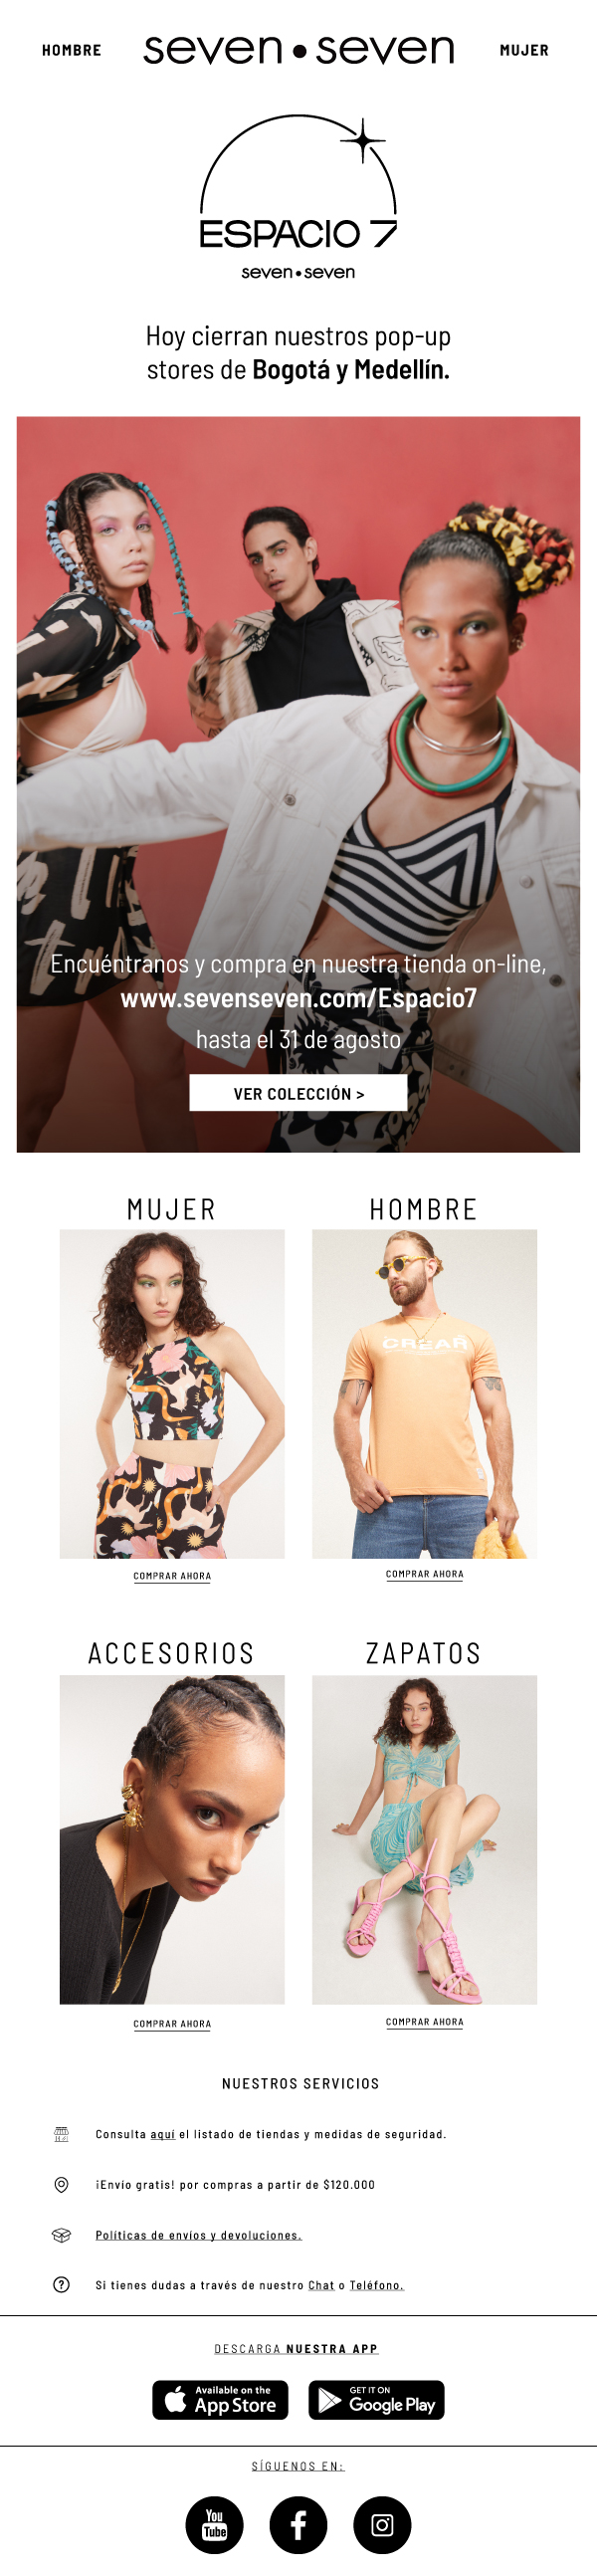 HOMBRE
seven•seven
MUJER
ESPACIO 7
seven•seven
Hoy cierran nuestros pop-up
stores de Bogotá y Medellín.
Encuéntranos y compra en nuestra tienda on-line,
www.sevenseven.com/Espacio7
hasta el 31 de agosto
VER COLECCIÓN >
MUJER
HOMBRE
CREAR
COMPRAR AHORA
COMPRAR AHORA
ACCESORIOS
ZAPATOS
COMPRAR AHORA
COMPRAR AHORA
NUESTROS SERVICIOS
Consulta aquí el listado de tiendas y medidas de seguridad.
¡Envío gratis! por compras a partir de $120.000
Políticas de envíos y devoluciones.
Si tienes dudas a través de nuestro Chat o Teléfono.
DESCARGA NUESTRA APP
Available on the
App Store
GET IT ON
Google Play
SÍGUENOS EN:
You
Tube